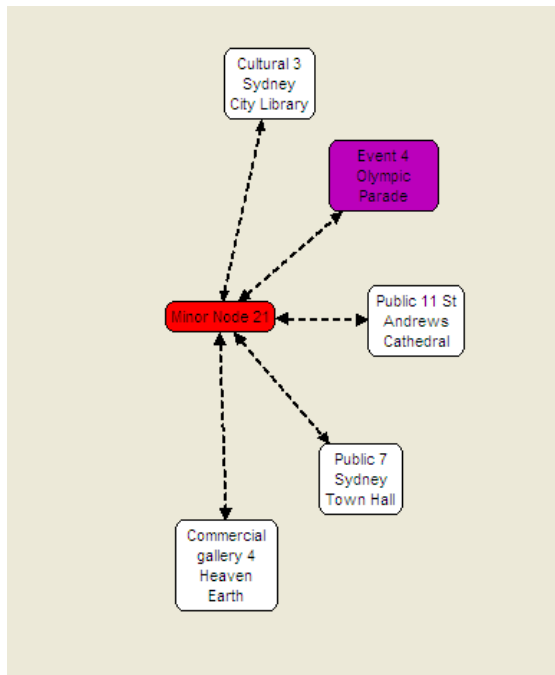 Cultural 3
Sydney
City Library
Event 4
Olympic
Parade
Minor Node 21
Public 11 St
Andrews
Cathedral
Public 7
Sydney
Town Hall
Commercial
gallery 4
Heaven
Earth